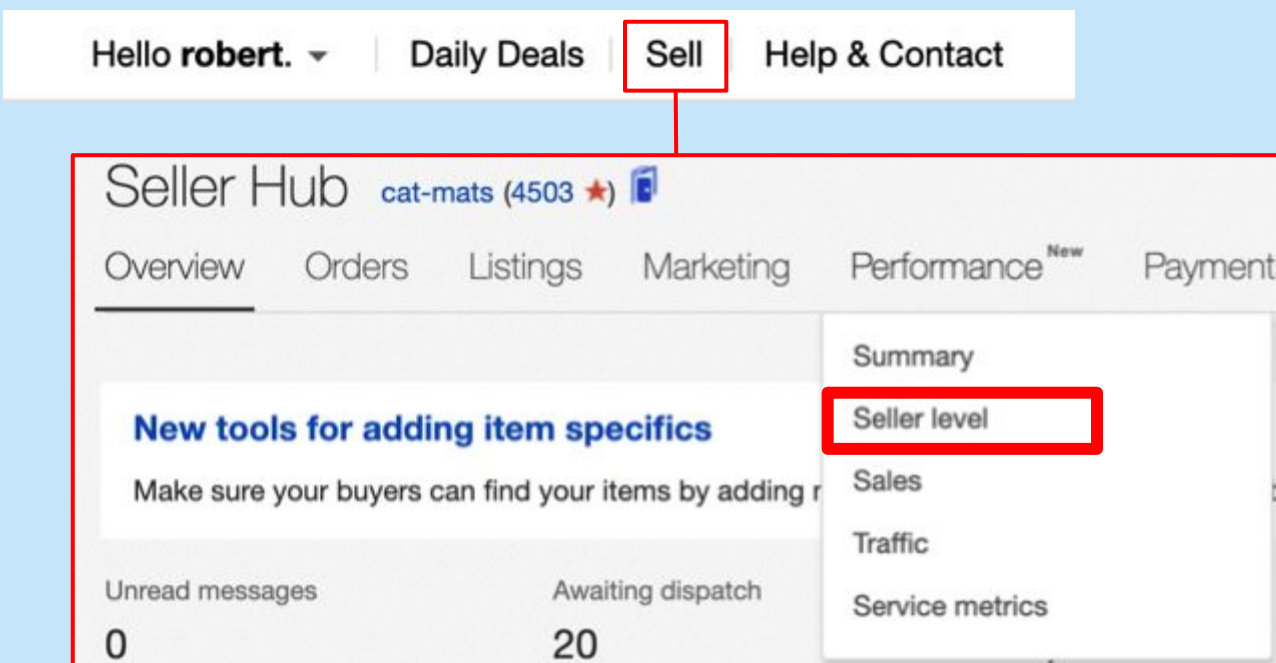 Hello robert. Daily Deals Sell Help & Contact
Seller Hub cat-mats (4503 ★)
Overview Orders Listings Marketing Performance New Payment
Summary
New tools for adding item specifics
Seller level
Make sure your buyers can find your items by adding
Sales
Traffic
Unread messages Awaiting dispatch
Service metrics
0 20